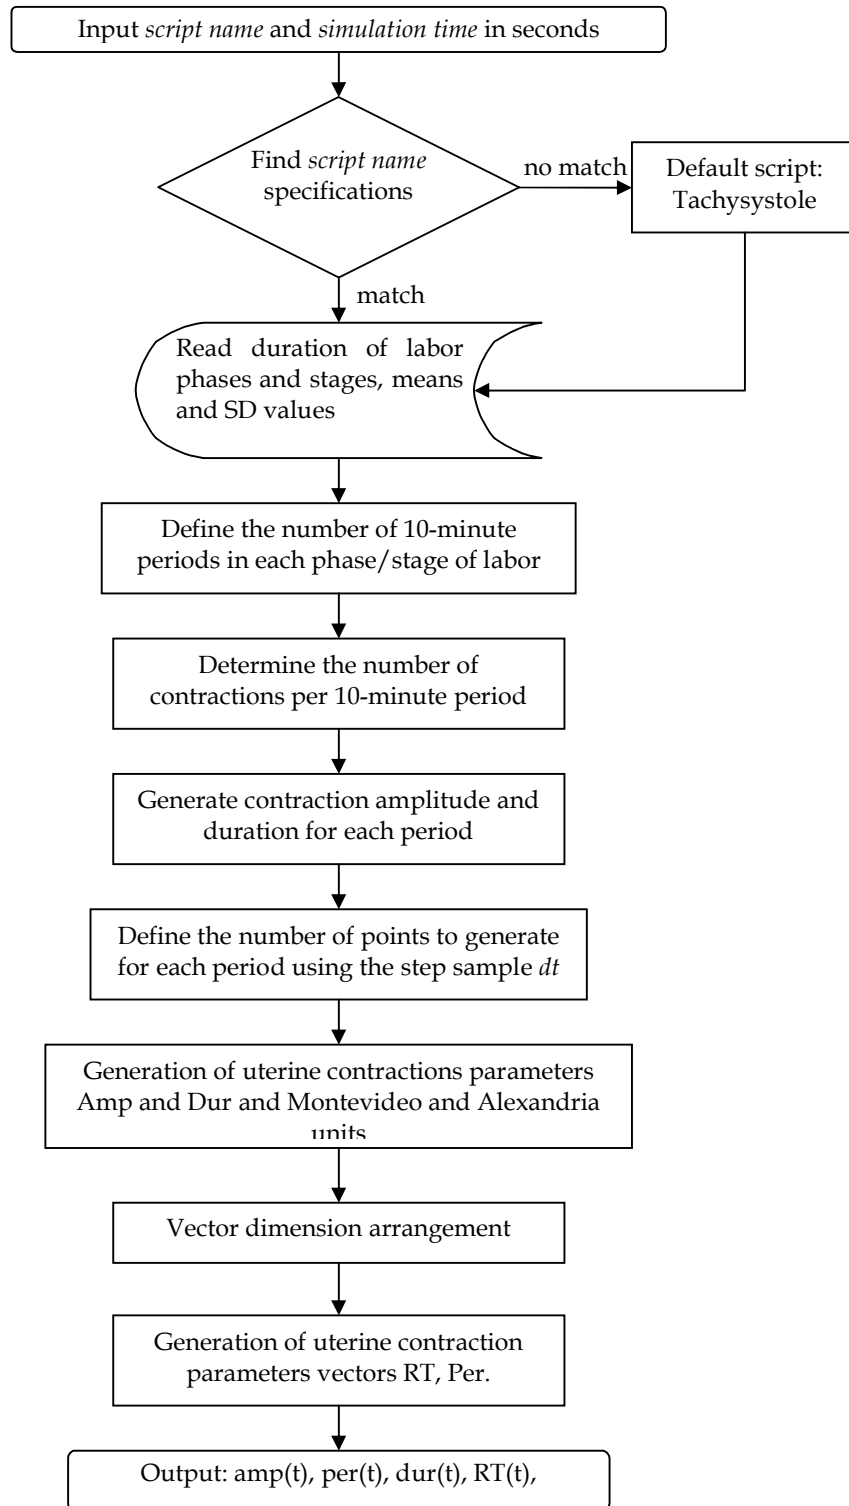 Input script name and simulation time in seconds
Find script name
specifications
no match
Default script:
Tachysystole
match
Read duration of labor
phases and stages, means
and SD values
Define the number of 10-minute
periods in each phase/stage of labor
Determine the number of
contractions per 10-minute period
Generate contraction amplitude and
duration for each period
Define the number of points to generate
for each period using the step sample dt
Generation of uterine contractions parameters
Amp and Dur and Montevideo and Alexandria
units
Vector dimension arrangement
Generation of uterine contraction
parameters vectors RT, Per.
Output: amp(t), per(t), dur(t), RT(t),